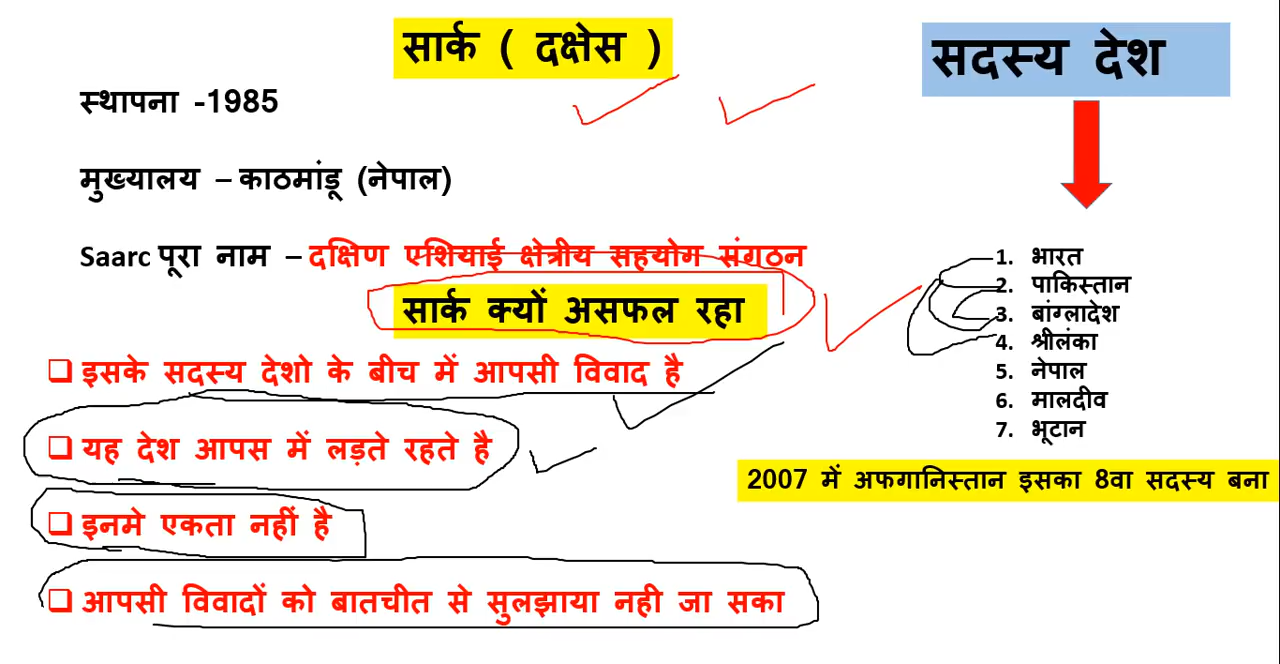 सार्क ( दक्षेस )
स्थापना -1985
मुख्यालय – काठमांडू (नेपाल)
Saarc पूरा नाम – दक्षिण एशियाई क्षेत्रीय सहयोग संगठन
सार्क क्यों असफल रहा
इसके सदस्य देशो के बीच में आपसी विवाद है
यह देश आपस में लड़ते रहते है
इनमे एकता नहीं है
आपसी विवादों को बातचीत से सुलझाया नही जा सका
सदस्य देश
1. भारत
2. पाकिस्तान
3. बांग्लादेश
4. श्रीलंका
5. नेपाल
6. मालदीव
7. भूटान
2007 में अफगानिस्तान इसका 8वा सदस्य बना